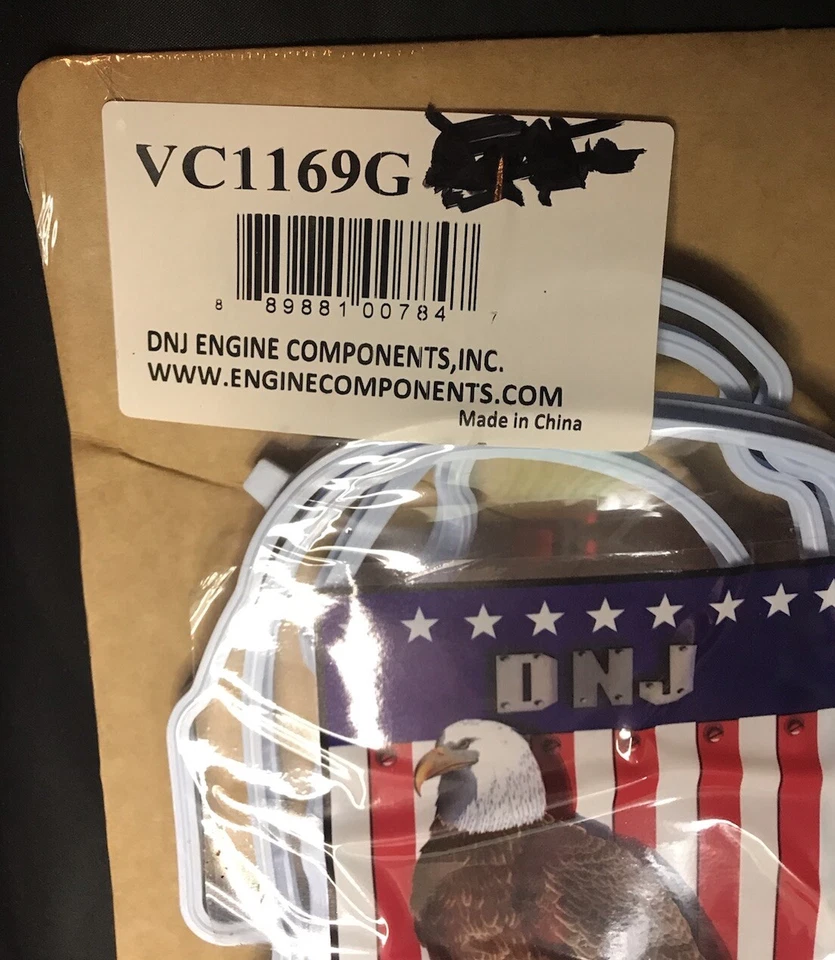 VC1169G
8 89881 00784 7
DNJ ENGINE COMPONENTS,INC.
WWW.ENGINECOMPONENTS.COM
Made in China
DNJ